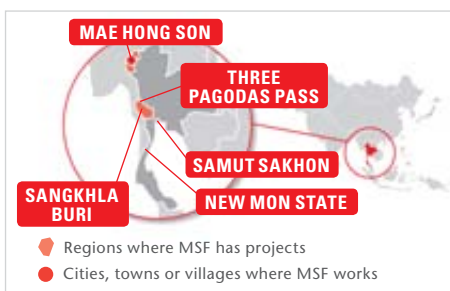 MAE HONG SON
THREE
PAGODAS PASS
SAMUT SAKHON
SANGKHLA
BURI
NEW MON STATE
Regions where MSF has projects
Cities, towns or villages where MSF works